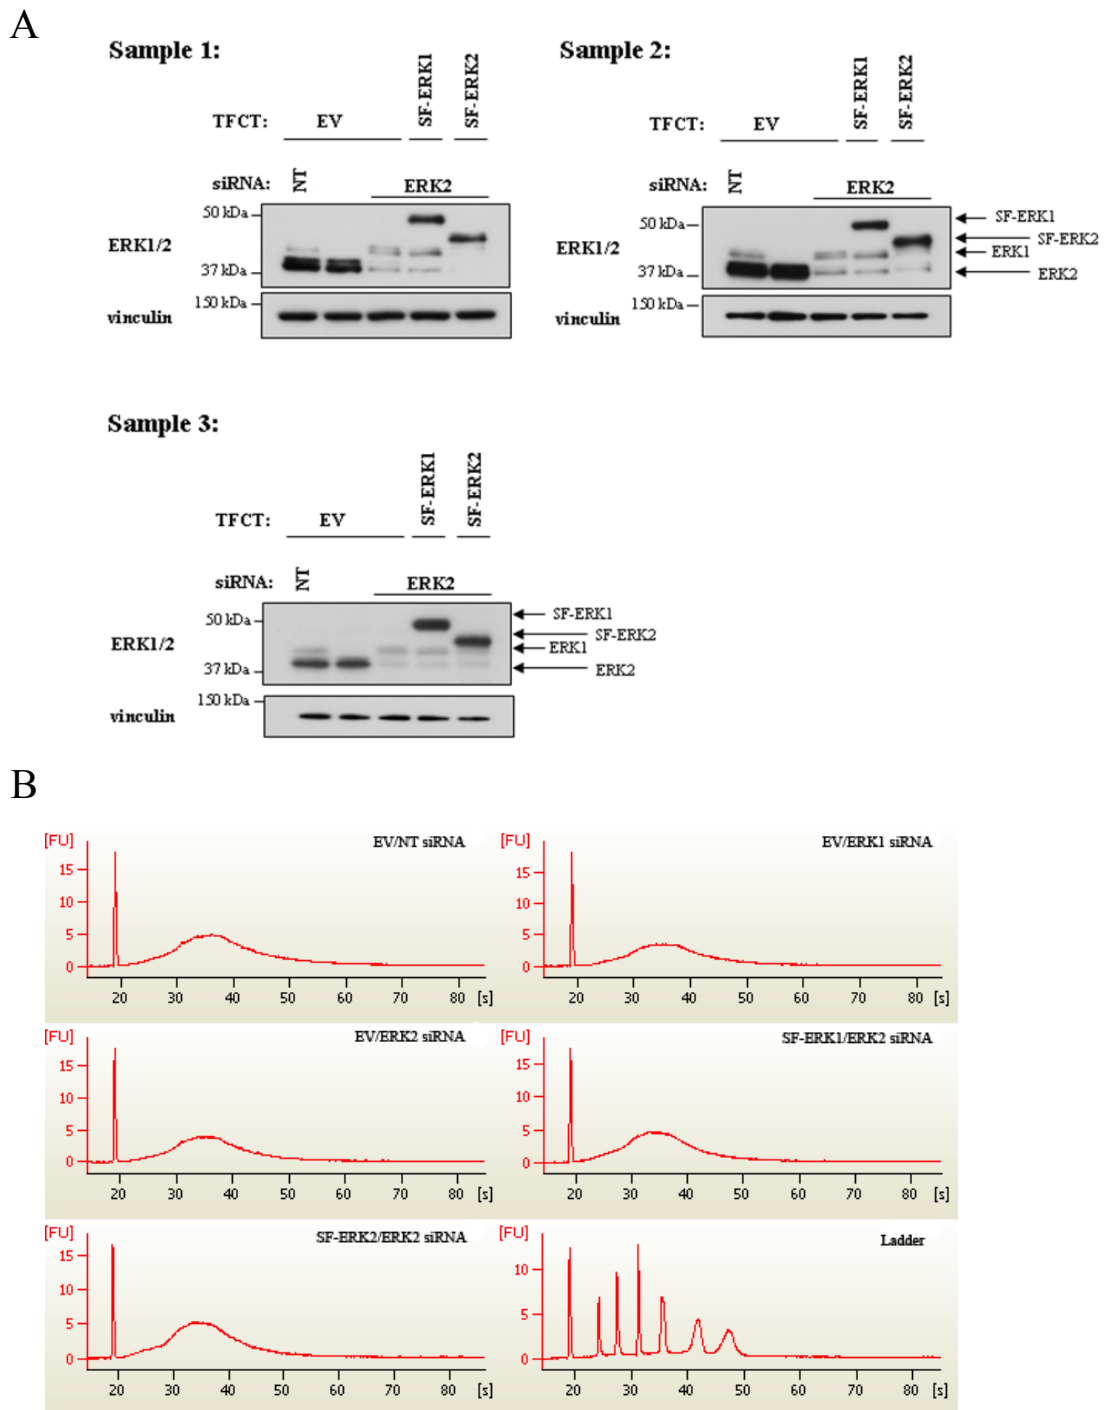 A
Sample 1:
TFCT: EV SF-ERK1 SF-ERK2
siRNA: NT ERK2
ERK1/2 50 kDa
37 kDa
vinculin 150 kDa
Sample 2:
TFCT: EV SF-ERK1 SF-ERK2
siRNA: NT ERK2
ERK1/2 50 kDa
37 kDa
SF-ERK1
SF-ERK2
ERK1
ERK2
vinculin 150 kDa
Sample 3:
TFCT: EV SF-ERK1 SF-ERK2
siRNA: NT ERK2
ERK1/2 50 kDa
37 kDa
SF-ERK1
SF-ERK2
ERK1
ERK2
vinculin 150 kDa
B
[FU] EV/NT siRNA
15
10
5
0
20 30 40 50 60 70 80 [s]
[FU] EV/ERK1 siRNA
15
10
5
0
20 30 40 50 60 70 80 [s]
[FU] EV/ERK2 siRNA
15
10
5
0
20 30 40 50 60 70 80 [s]
[FU] SF-ERK1/ERK2 siRNA
15
10
5
0
20 30 40 50 60 70 80 [s]
[FU] SF-ERK2/ERK2 siRNA
15
10
5
0
20 30 40 50 60 70 80 [s]
[FU] Ladder
10
5
0
20 30 40 50 60 70 80 [s]